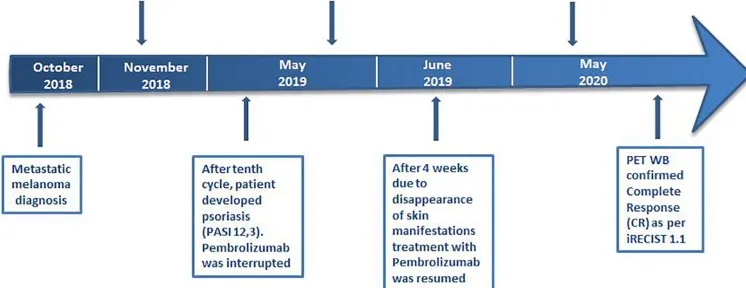 October November May June May
2018 2018 2019 2019 2020
Metastatic
melanoma
diagnosis
After tenth
cycle, patient
developed
psoriasis
(PASI 12,3).
Pembrolizumab
was interrupted
After 4 weeks
due to
disappearance
of skin
manifestations
treatment with
Pembrolizumab
was resumed
PET WB
confirmed
Complete
Response
(CR) as per
iRECIST 1.1